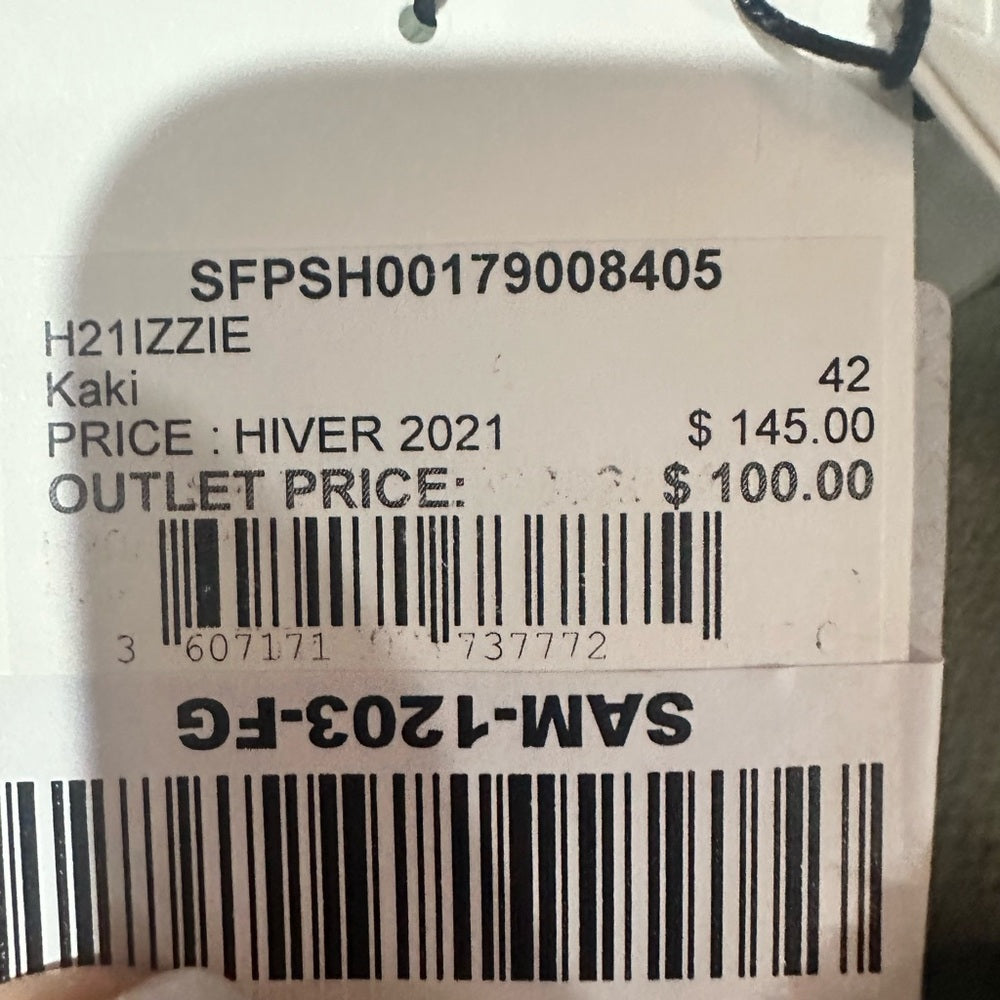 SFPSH00179008405
H21IZZIE
Kaki 42
PRICE : HIVER 2021 $ 145.00
OUTLET PRICE: $ 100.00
3 607171 737772
SAM-1203-FG